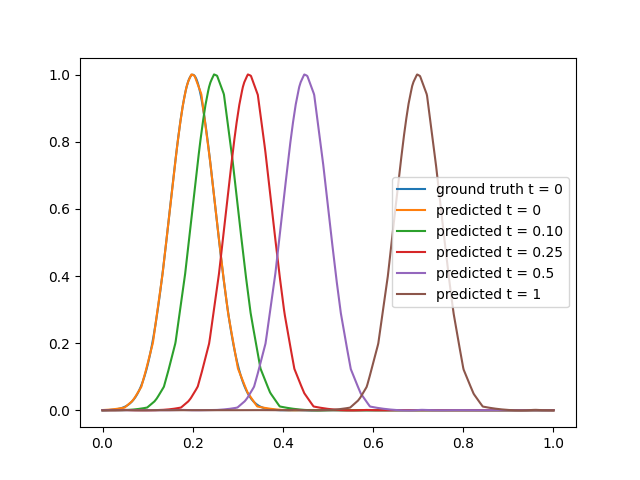 1.0
0.8
0.6
0.4
0.2
0.0
ground truth t = 0
predicted t = 0
predicted t = 0.10
predicted t = 0.25
predicted t = 0.5
predicted t = 1
0.0 0.2 0.4 0.6 0.8 1.0